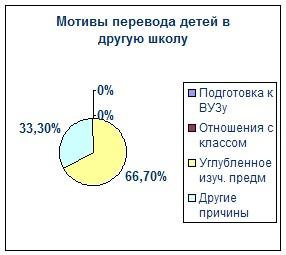 Мотивы перевода детей в
другую школу
0%
0%
33,30%
66,70%
Подготовка к
ВУЗу
Отношения с
классом
Углубленное
изуч. предм
Другие
причины